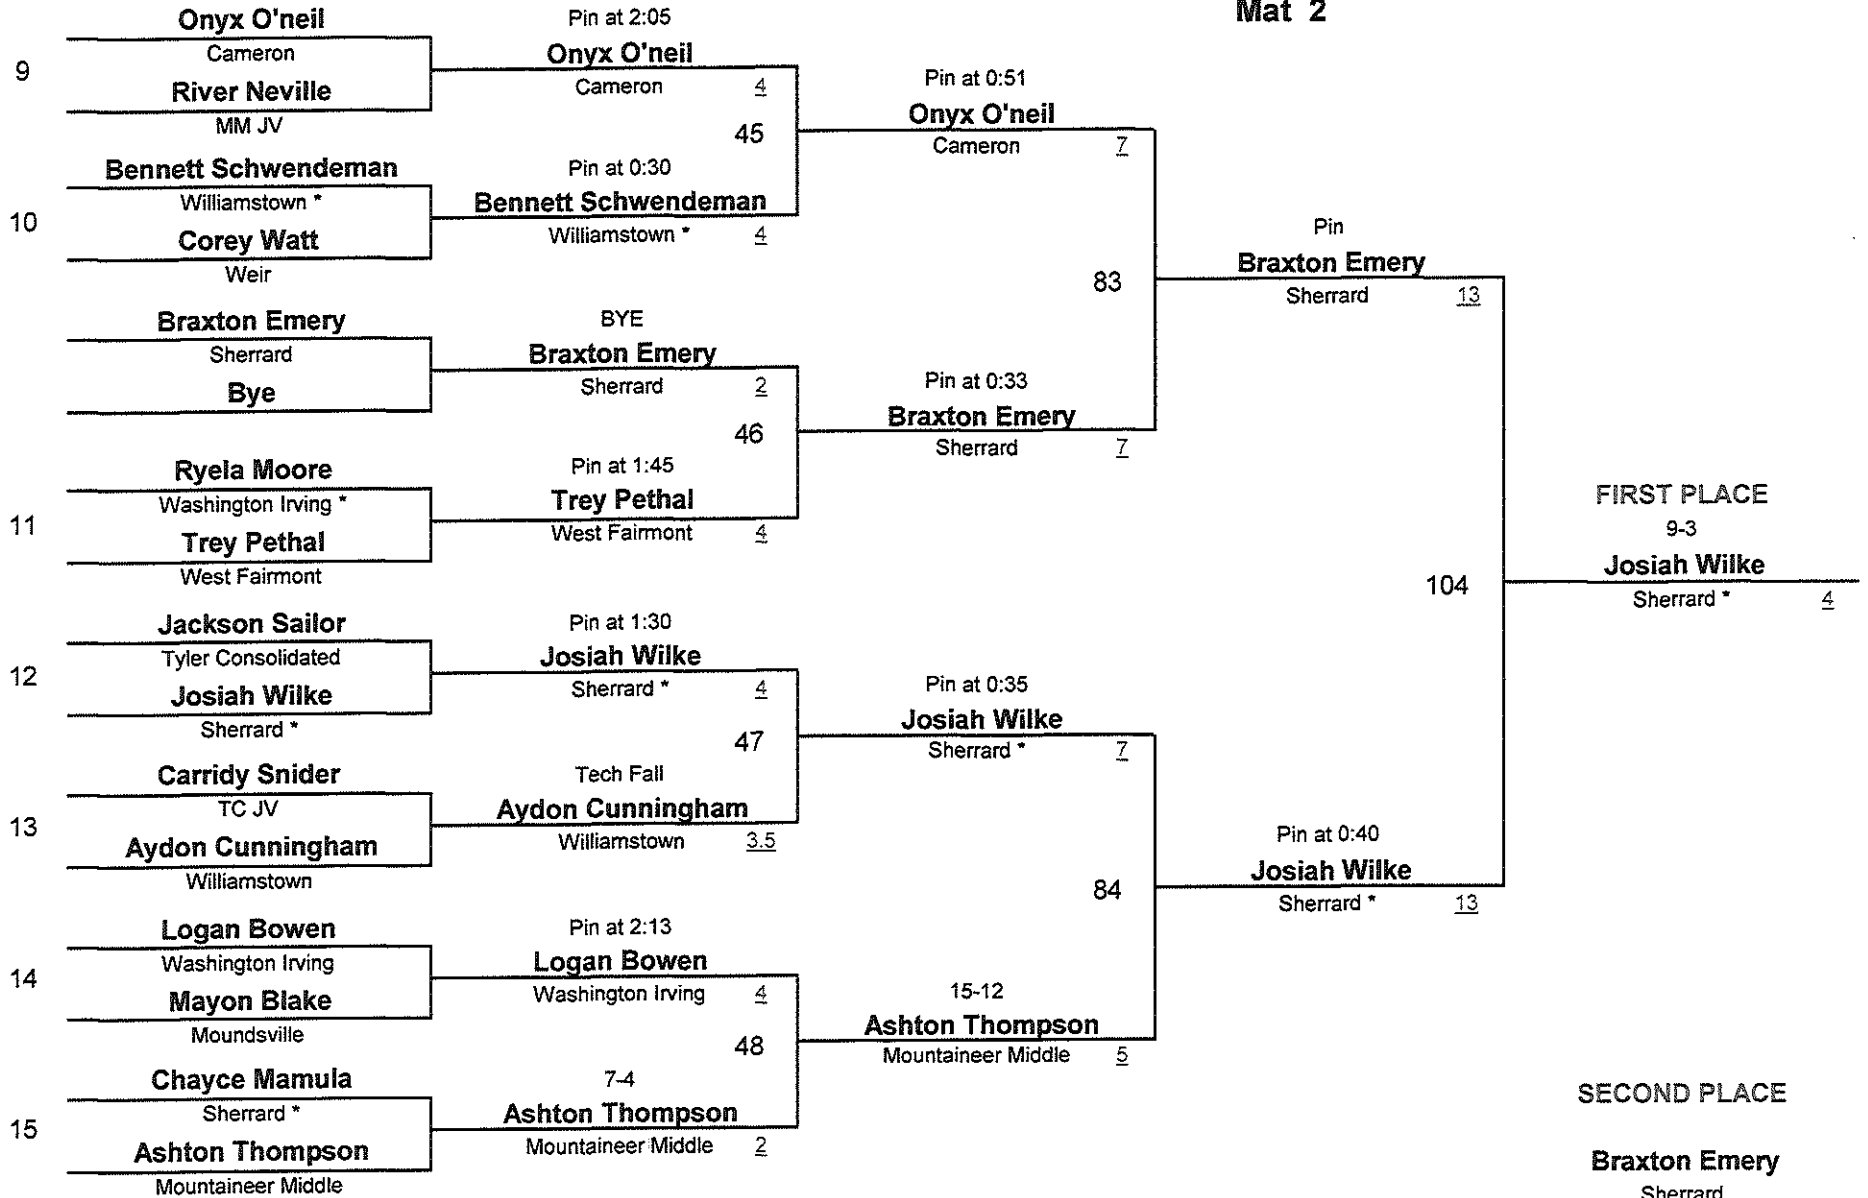 Mat 2
Onyx O'neil
Cameron
9
River Neville
MM JV
Bennett Schwendeman
Williamstown *
10
Corey Watt
Weir
Braxton Emery
Sherrard
Bye
Ryela Moore
Washington Irving *
11
Trey Pethal
West Fairmont
Jackson Sailor
Tyler Consolidated
12
Josiah Wilke
Sherrard *
Carridy Snider
TC JV
13
Aydon Cunningham
Williamstown
Logan Bowen
Washington Irving
14
Mayon Blake
Moundsville
Chayce Mamula
Sherrard *
15
Ashton Thompson
Mountaineer Middle
Pin at 2:05
Onyx O'neil
Cameron 4
45
Pin at 0:30
Bennett Schwendeman
Williamstown * 4
BYE
Braxton Emery
Sherrard 2
46
Pin at 1:45
Trey Pethal
West Fairmont 4
Pin at 1:30
Josiah Wilke
Sherrard * 4
47
Tech Fall
Aydon Cunningham
Williamstown 3.5
Pin at 2:13
Logan Bowen
Washington Irving 4
48
7-4
Ashton Thompson
Mountaineer Middle 2
Pin at 0:51
Onyx O'neil
Cameron 7
83
Pin at 0:33
Braxton Emery
Sherrard 7
Pin at 0:35
Josiah Wilke
Sherrard * 7
84
15-12
Ashton Thompson
Mountaineer Middle 5
Pin
Braxton Emery
Sherrard 13
104
Pin at 0:40
Josiah Wilke
Sherrard * 13
FIRST PLACE
9-3
Josiah Wilke
Sherrard * 4
SECOND PLACE
Braxton Emery
Sherrard